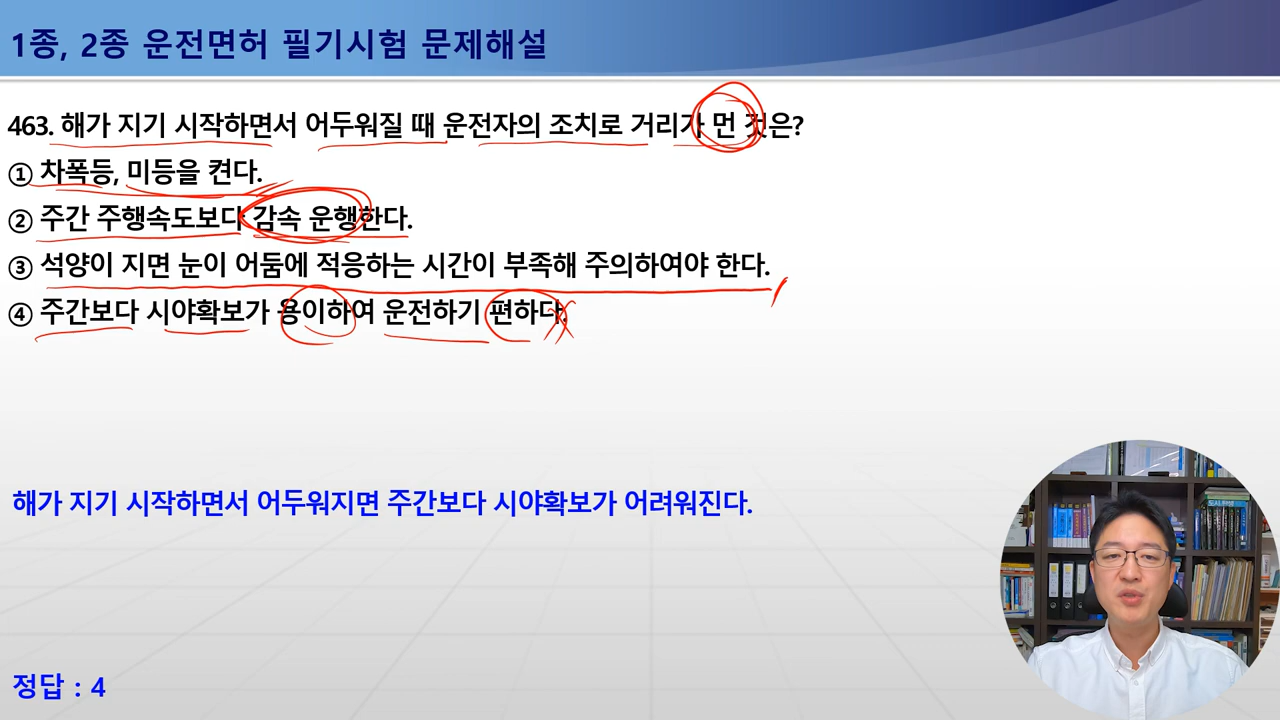 1종, 2종 운전면허 필기시험 문제해설
463. 해가 지기 시작하면서 어두워질 때 운전자의 조치로 거리가 먼 것은?
① 차폭등, 미등을 켠다.
② 주간 주행속도보다 감속 운행한다.
③ 석양이 지면 눈이 어둠에 적응하는 시간이 부족해 주의하여야 한다.
④ 주간보다 시야확보가 용이하여 운전하기 편하다.
해가 지기 시작하면서 어두워지면 주간보다 시야확보가 어려워진다.
정답 : 4